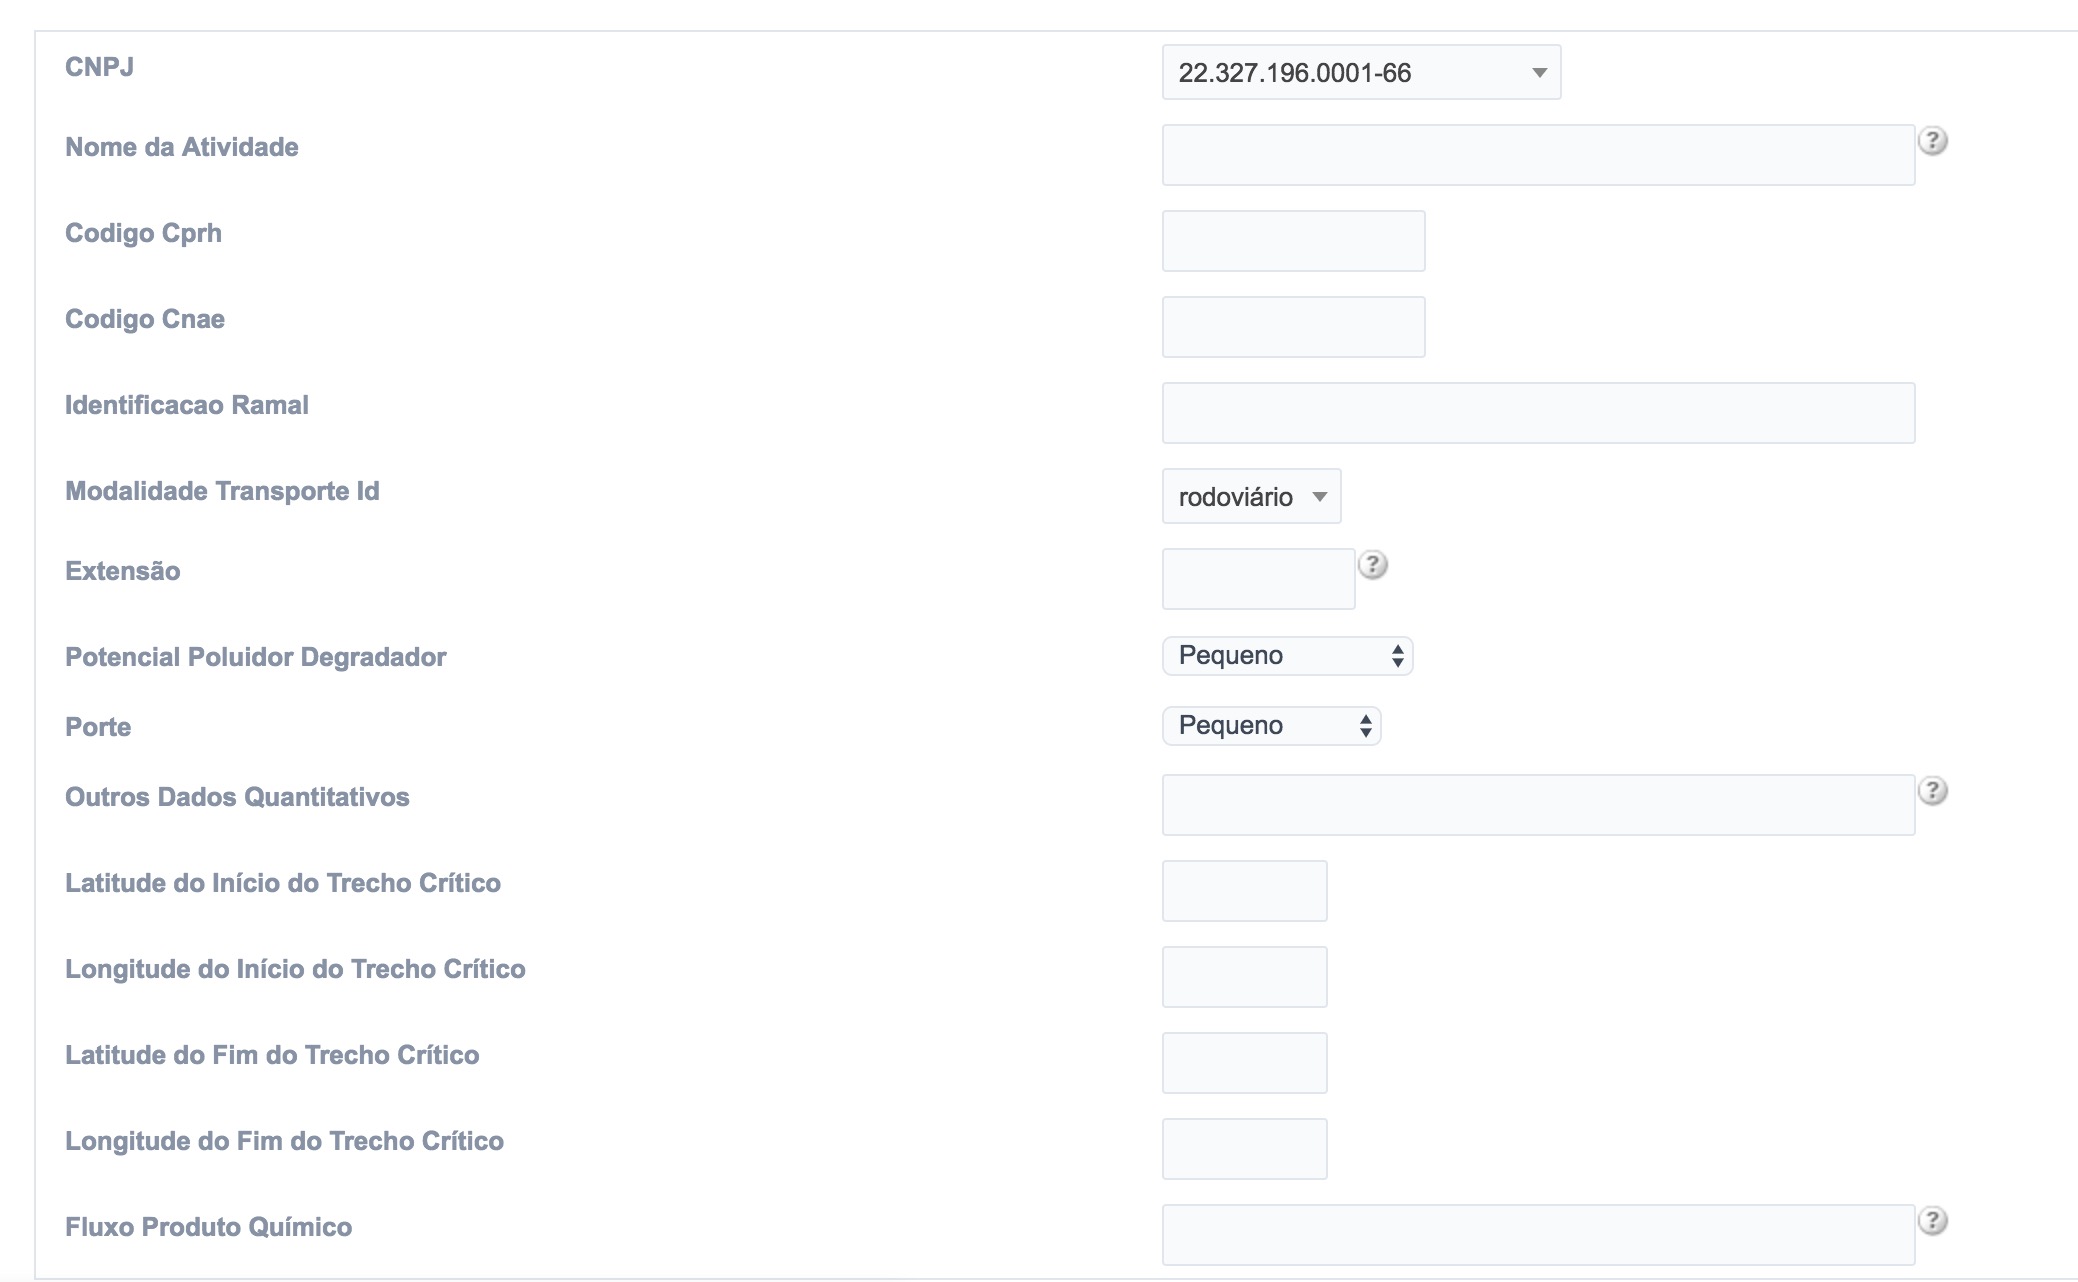 CNPJ
22.327.196.0001-66
Nome da Atividade
?
Codigo Cprh
Codigo Cnae
Identificacao Ramal
Modalidade Transporte Id
rodoviário
Extensão
?
Potencial Poluidor Degradador
Pequeno
Porte
Pequeno
Outros Dados Quantitativos
?
Latitude do Início do Trecho Crítico
Longitude do Início do Trecho Crítico
Latitude do Fim do Trecho Crítico
Longitude do Fim do Trecho Crítico
Fluxo Produto Químico
?